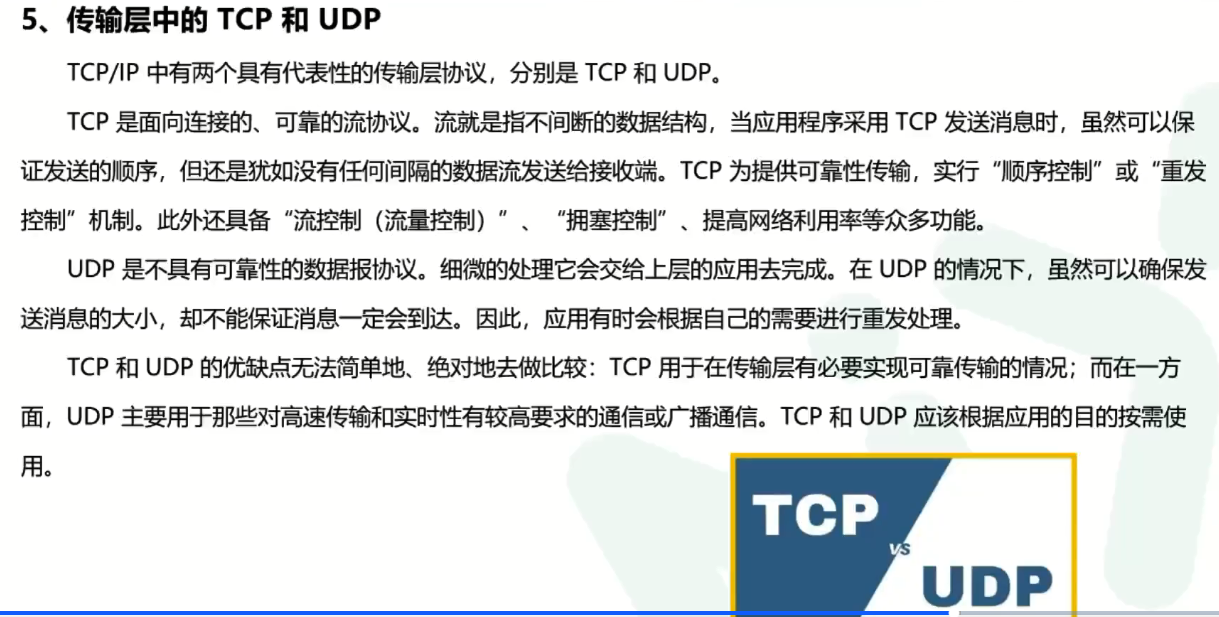 5、传输层中的 TCP 和 UDP
TCP/IP 中有两个具有代表性的传输层协议，分别是 TCP 和 UDP。
TCP 是面向连接的、可靠的流协议。流就是指不间断的数据结构，当应用程序采用 TCP 发送消息时，虽然可以保
证发送的顺序，但还是犹如没有任何间隔的数据流发送给接收端。TCP 为提供可靠性传输，实行“顺序控制”或“重发
控制”机制。此外还具备“流控制（流量控制）”、“拥塞控制”、提高网络利用率等众多功能。
UDP 是不具有可靠性的数据报协议。细微的处理它会交给上层的应用去完成。在 UDP 的情况下，虽然可以确保发
送消息的大小，却不能保证消息一定会到达。因此，应用有时会根据自己的需要进行重发处理。
TCP 和 UDP 的优缺点无法简单地、绝对地去做比较：TCP 用于在传输层有必要实现可靠传输的情况；而在一方
面，UDP 主要用于那些对高速传输和实时性有较高要求的通信或广播通信。TCP 和 UDP 应该根据应用的目的按需使
用。
TCP
VS
UDP